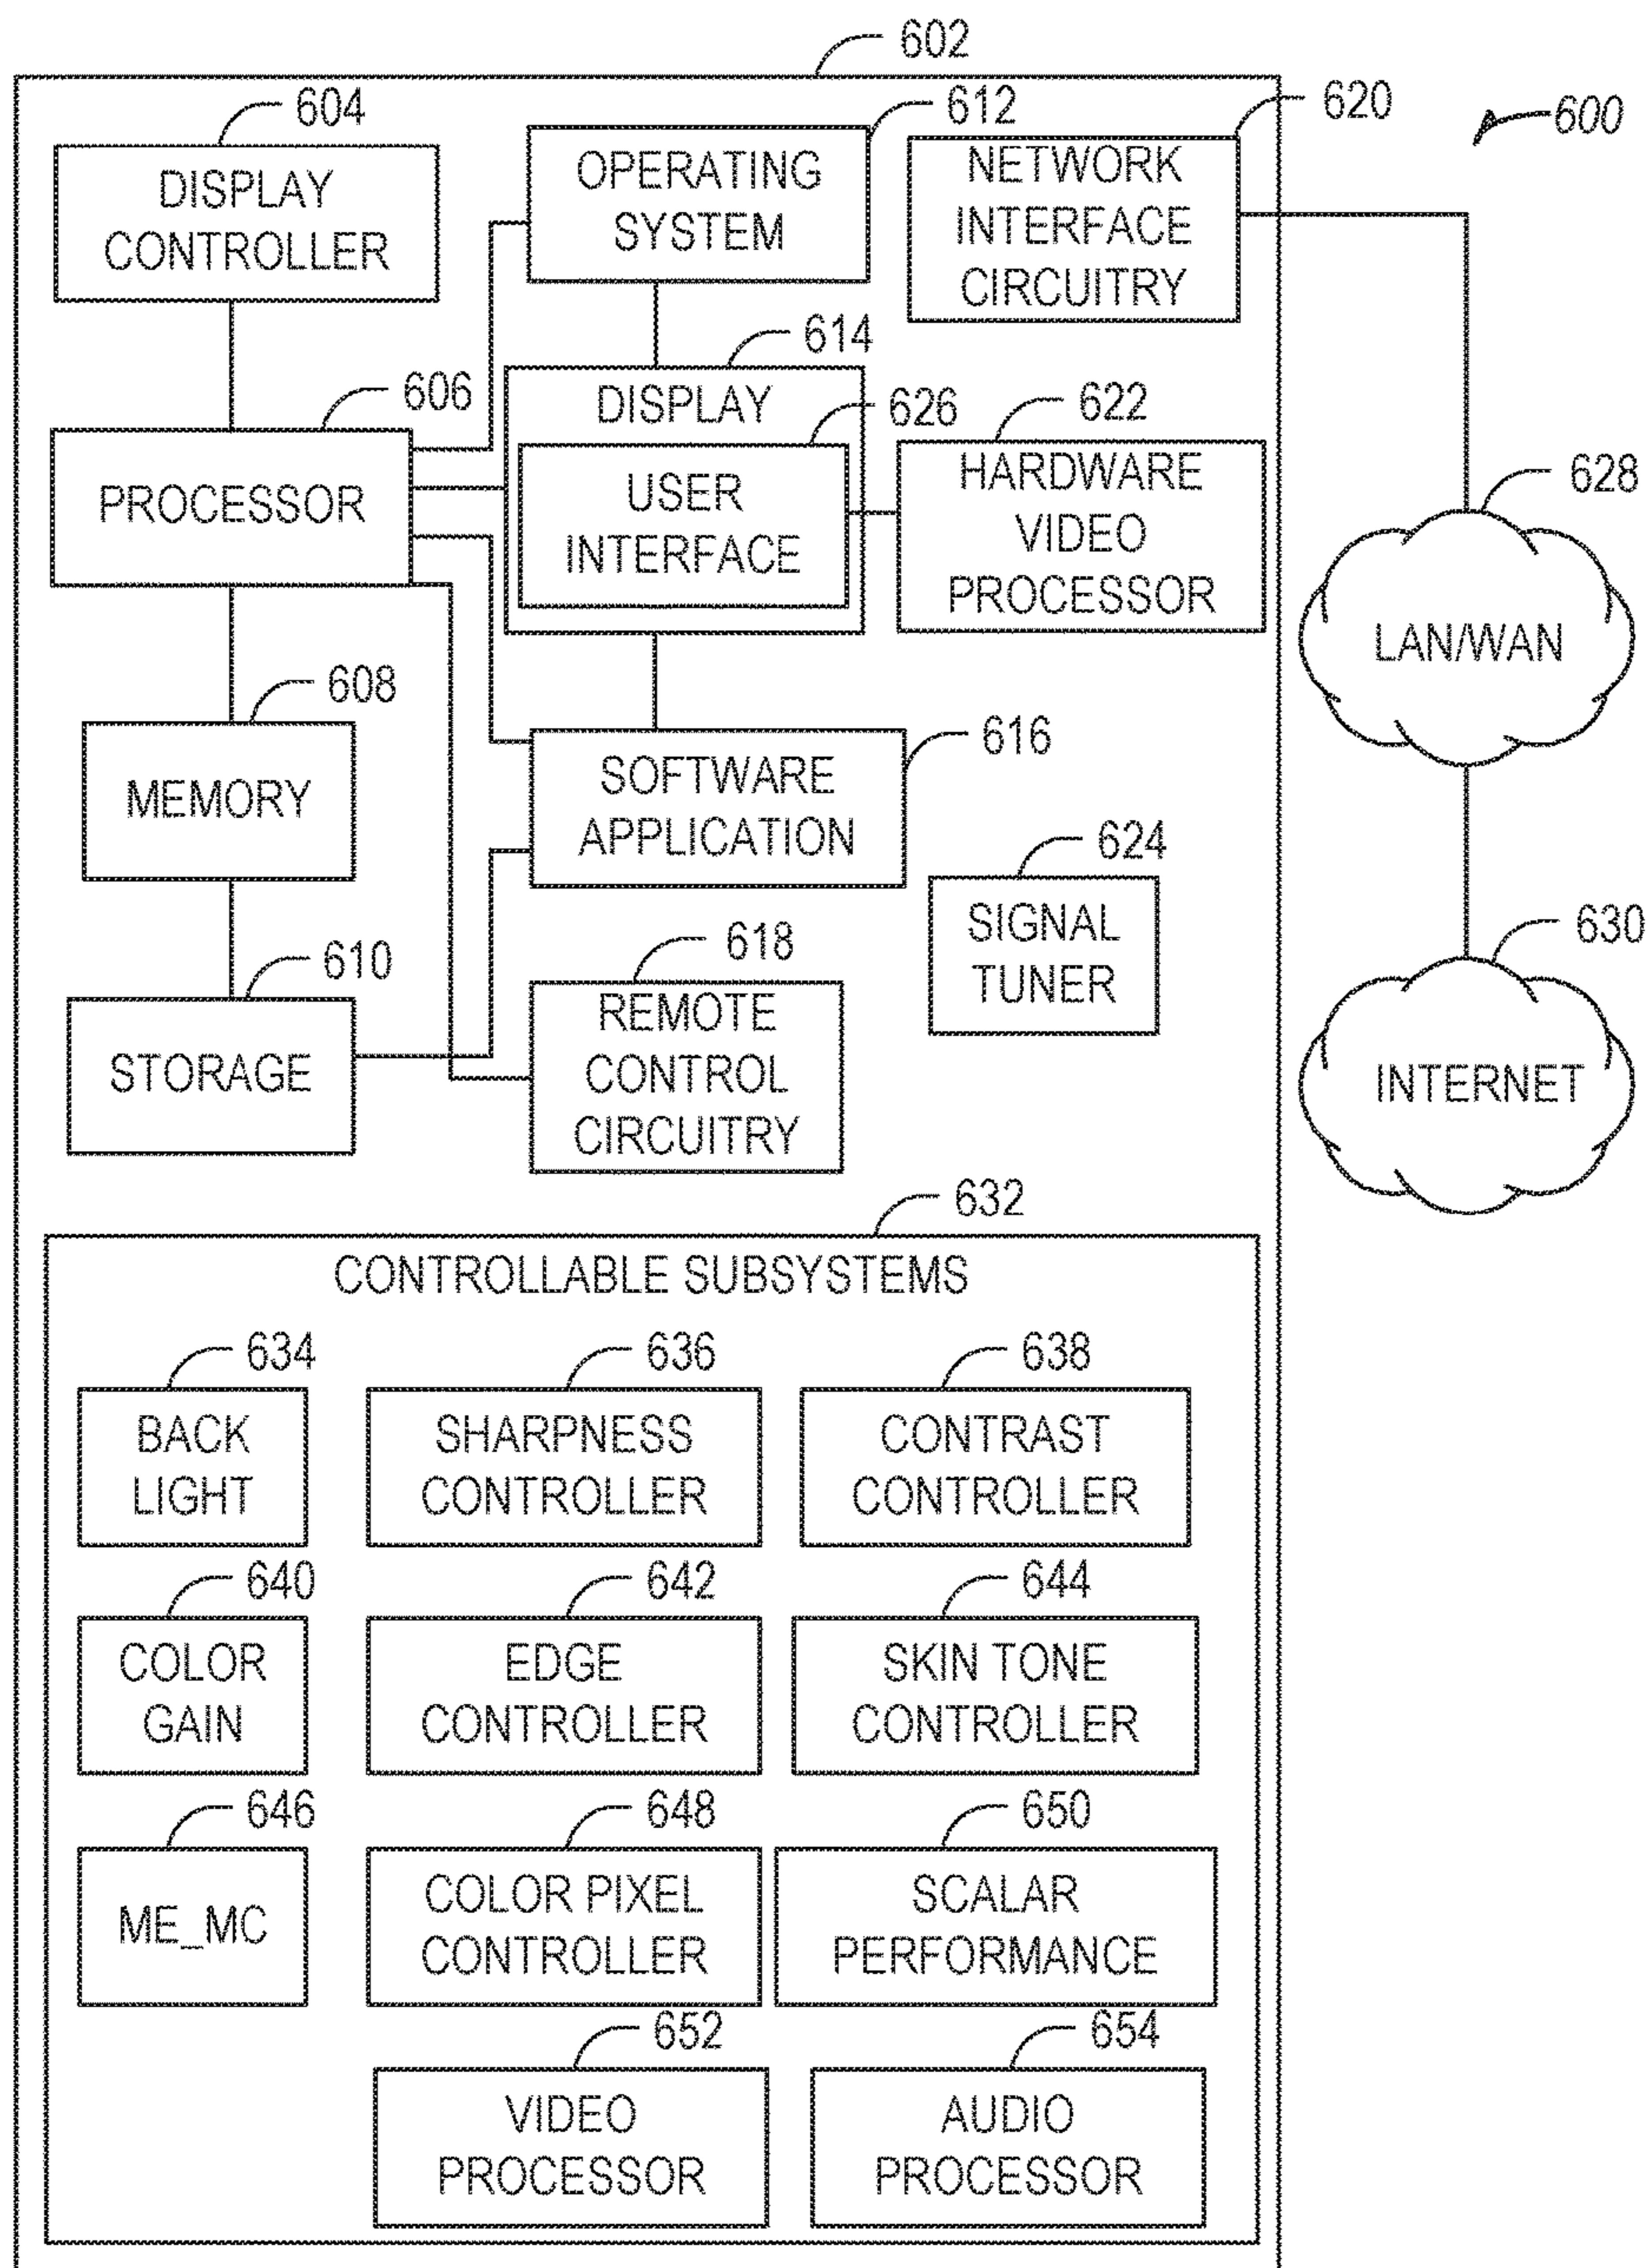 602
604
612
620
600
DISPLAY
CONTROLLER
OPERATING
SYSTEM
NETWORK
INTERFACE
CIRCUITRY
614
606
DISPLAY
626
622
PROCESSOR
USER
INTERFACE
HARDWARE
VIDEO
PROCESSOR
628
LAN/WAN
608
616
MEMORY
SOFTWARE
APPLICATION
624
SIGNAL
TUNER
630
610
618
STORAGE
REMOTE
CONTROL
CIRCUITRY
INTERNET
632
CONTROLLABLE SUBSYSTEMS
634
636
638
BACK
LIGHT
SHARPNESS
CONTROLLER
CONTRAST
CONTROLLER
640
642
644
COLOR
GAIN
EDGE
CONTROLLER
SKIN TONE
CONTROLLER
646
648
650
ME_MC
COLOR PIXEL
CONTROLLER
SCALAR
PERFORMANCE
652
654
VIDEO
PROCESSOR
AUDIO
PROCESSOR